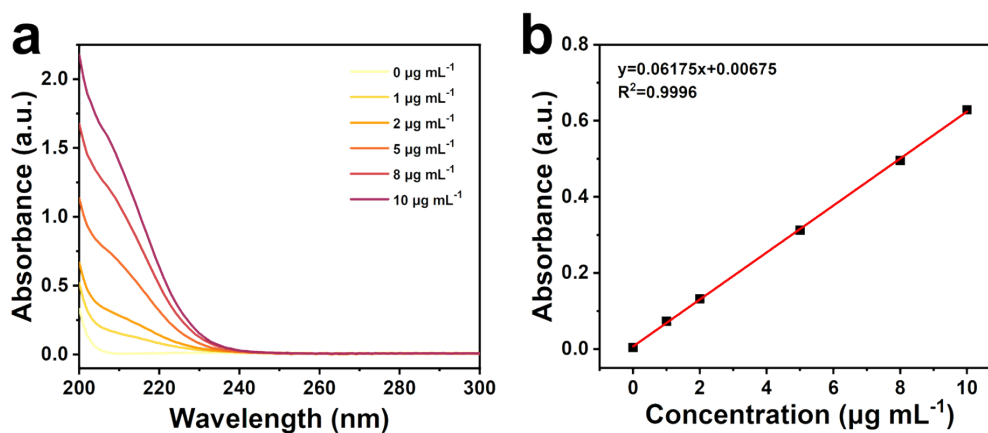 a
Absorbance (a.u.)
2.0
1.5
1.0
0.5
0.0
200
220
240
260
280
300
Wavelength (nm)
0 µg mL⁻¹
1 µg mL⁻¹
2 µg mL⁻¹
5 µg mL⁻¹
8 µg mL⁻¹
10 µg mL⁻¹
b
Absorbance (a.u.)
0.8
0.6
0.4
0.2
0.0
y=0.06175x+0.00675
R²=0.9996
0
2
4
6
8
10
Concentration (µg mL⁻¹)